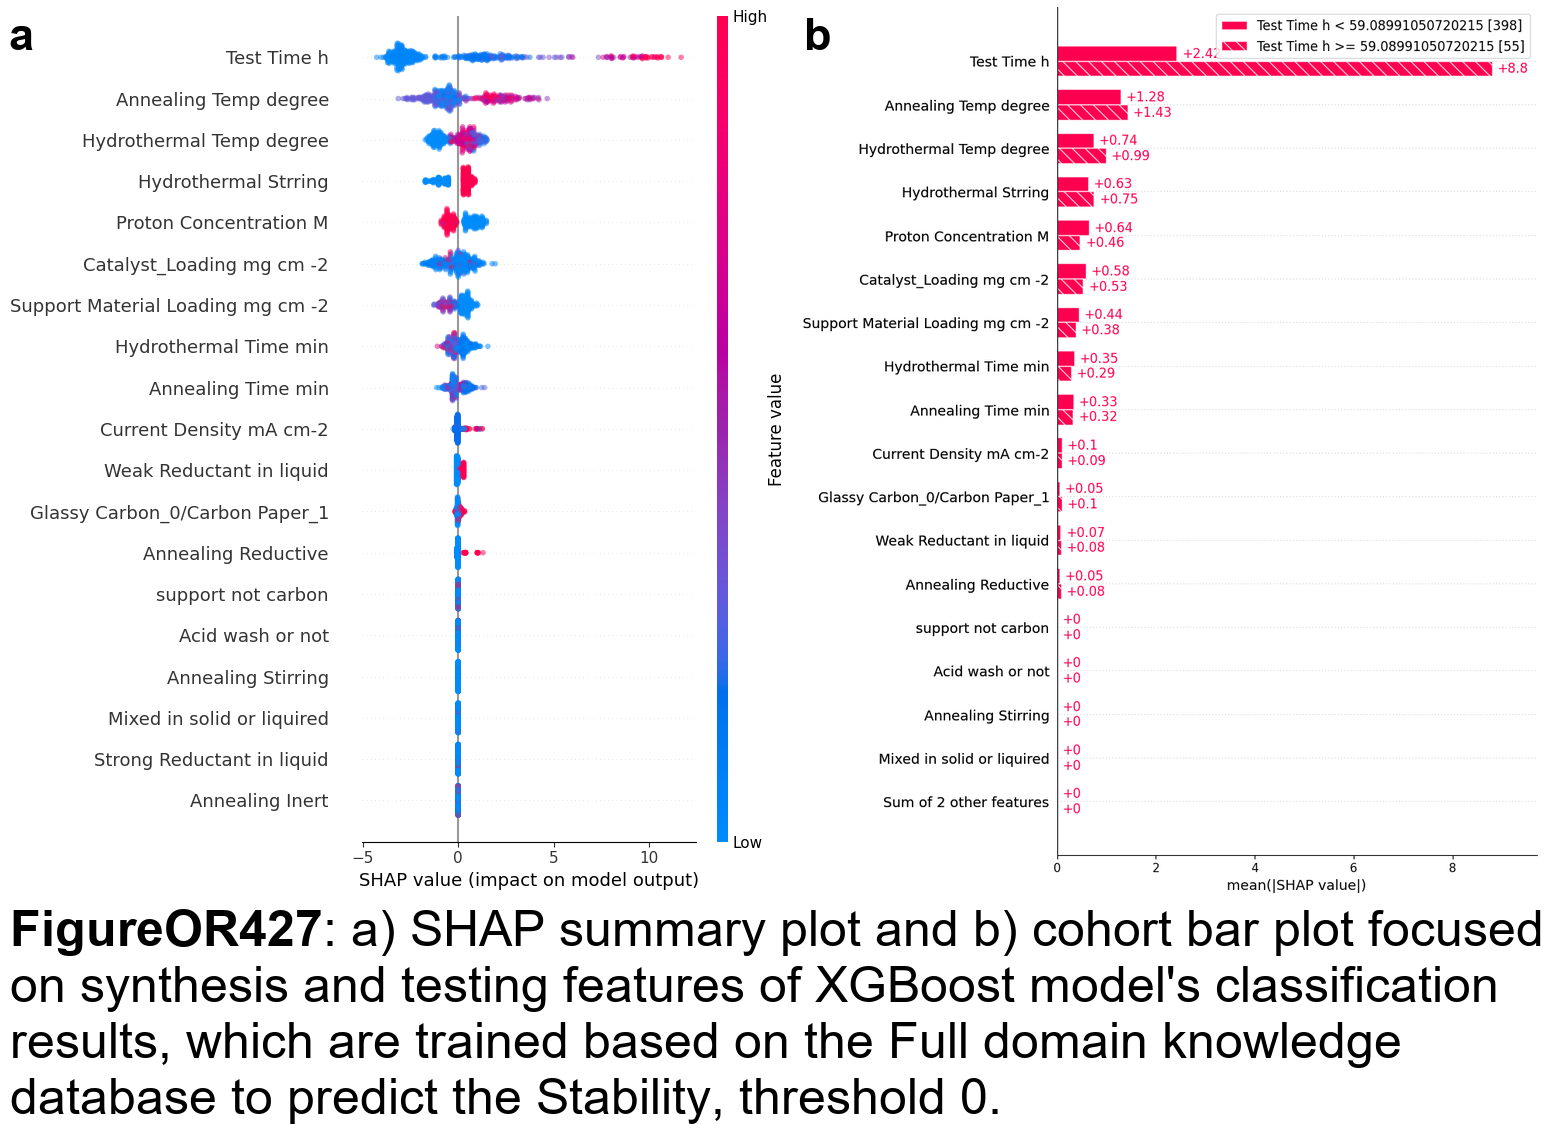 a
High
Test Time h
Annealing Temp degree
Hydrothermal Temp degree
Hydrothermal Strring
Proton Concentration M
Catalyst_Loading mg cm -2
Support Material Loading mg cm -2
Hydrothermal Time min
Annealing Time min
Current Density mA cm-2
Weak Reductant in liquid
Glassy Carbon_0/Carbon Paper_1
Annealing Reductive
support not carbon
Acid wash or not
Annealing Stirring
Mixed in solid or liquired
Strong Reductant in liquid
Annealing Inert
Low
Feature value
−5 0 5 10
SHAP value (impact on model output)
b
Test Time h < 59.08991050720215 [398]
Test Time h >= 59.08991050720215 [55]
Test Time h
+2.42
+8.8
Annealing Temp degree
+1.28
+1.43
Hydrothermal Temp degree
+0.74
+0.99
Hydrothermal Strring
+0.63
+0.75
Proton Concentration M
+0.64
+0.46
Catalyst_Loading mg cm -2
+0.58
+0.53
Support Material Loading mg cm -2
+0.44
+0.38
Hydrothermal Time min
+0.35
+0.29
Annealing Time min
+0.33
+0.32
Current Density mA cm-2
+0.1
+0.09
Glassy Carbon_0/Carbon Paper_1
+0.05
+0.1
Weak Reductant in liquid
+0.07
+0.08
Annealing Reductive
+0.05
+0.08
support not carbon
+0
+0
Acid wash or not
+0
+0
Annealing Stirring
+0
+0
Mixed in solid or liquired
+0
+0
Sum of 2 other features
+0
+0
0 2 4 6 8
mean(|SHAP value|)
FigureOR427: a) SHAP summary plot and b) cohort bar plot focused
on synthesis and testing features of XGBoost model's classification
results, which are trained based on the Full domain knowledge
database to predict the Stability, threshold 0.